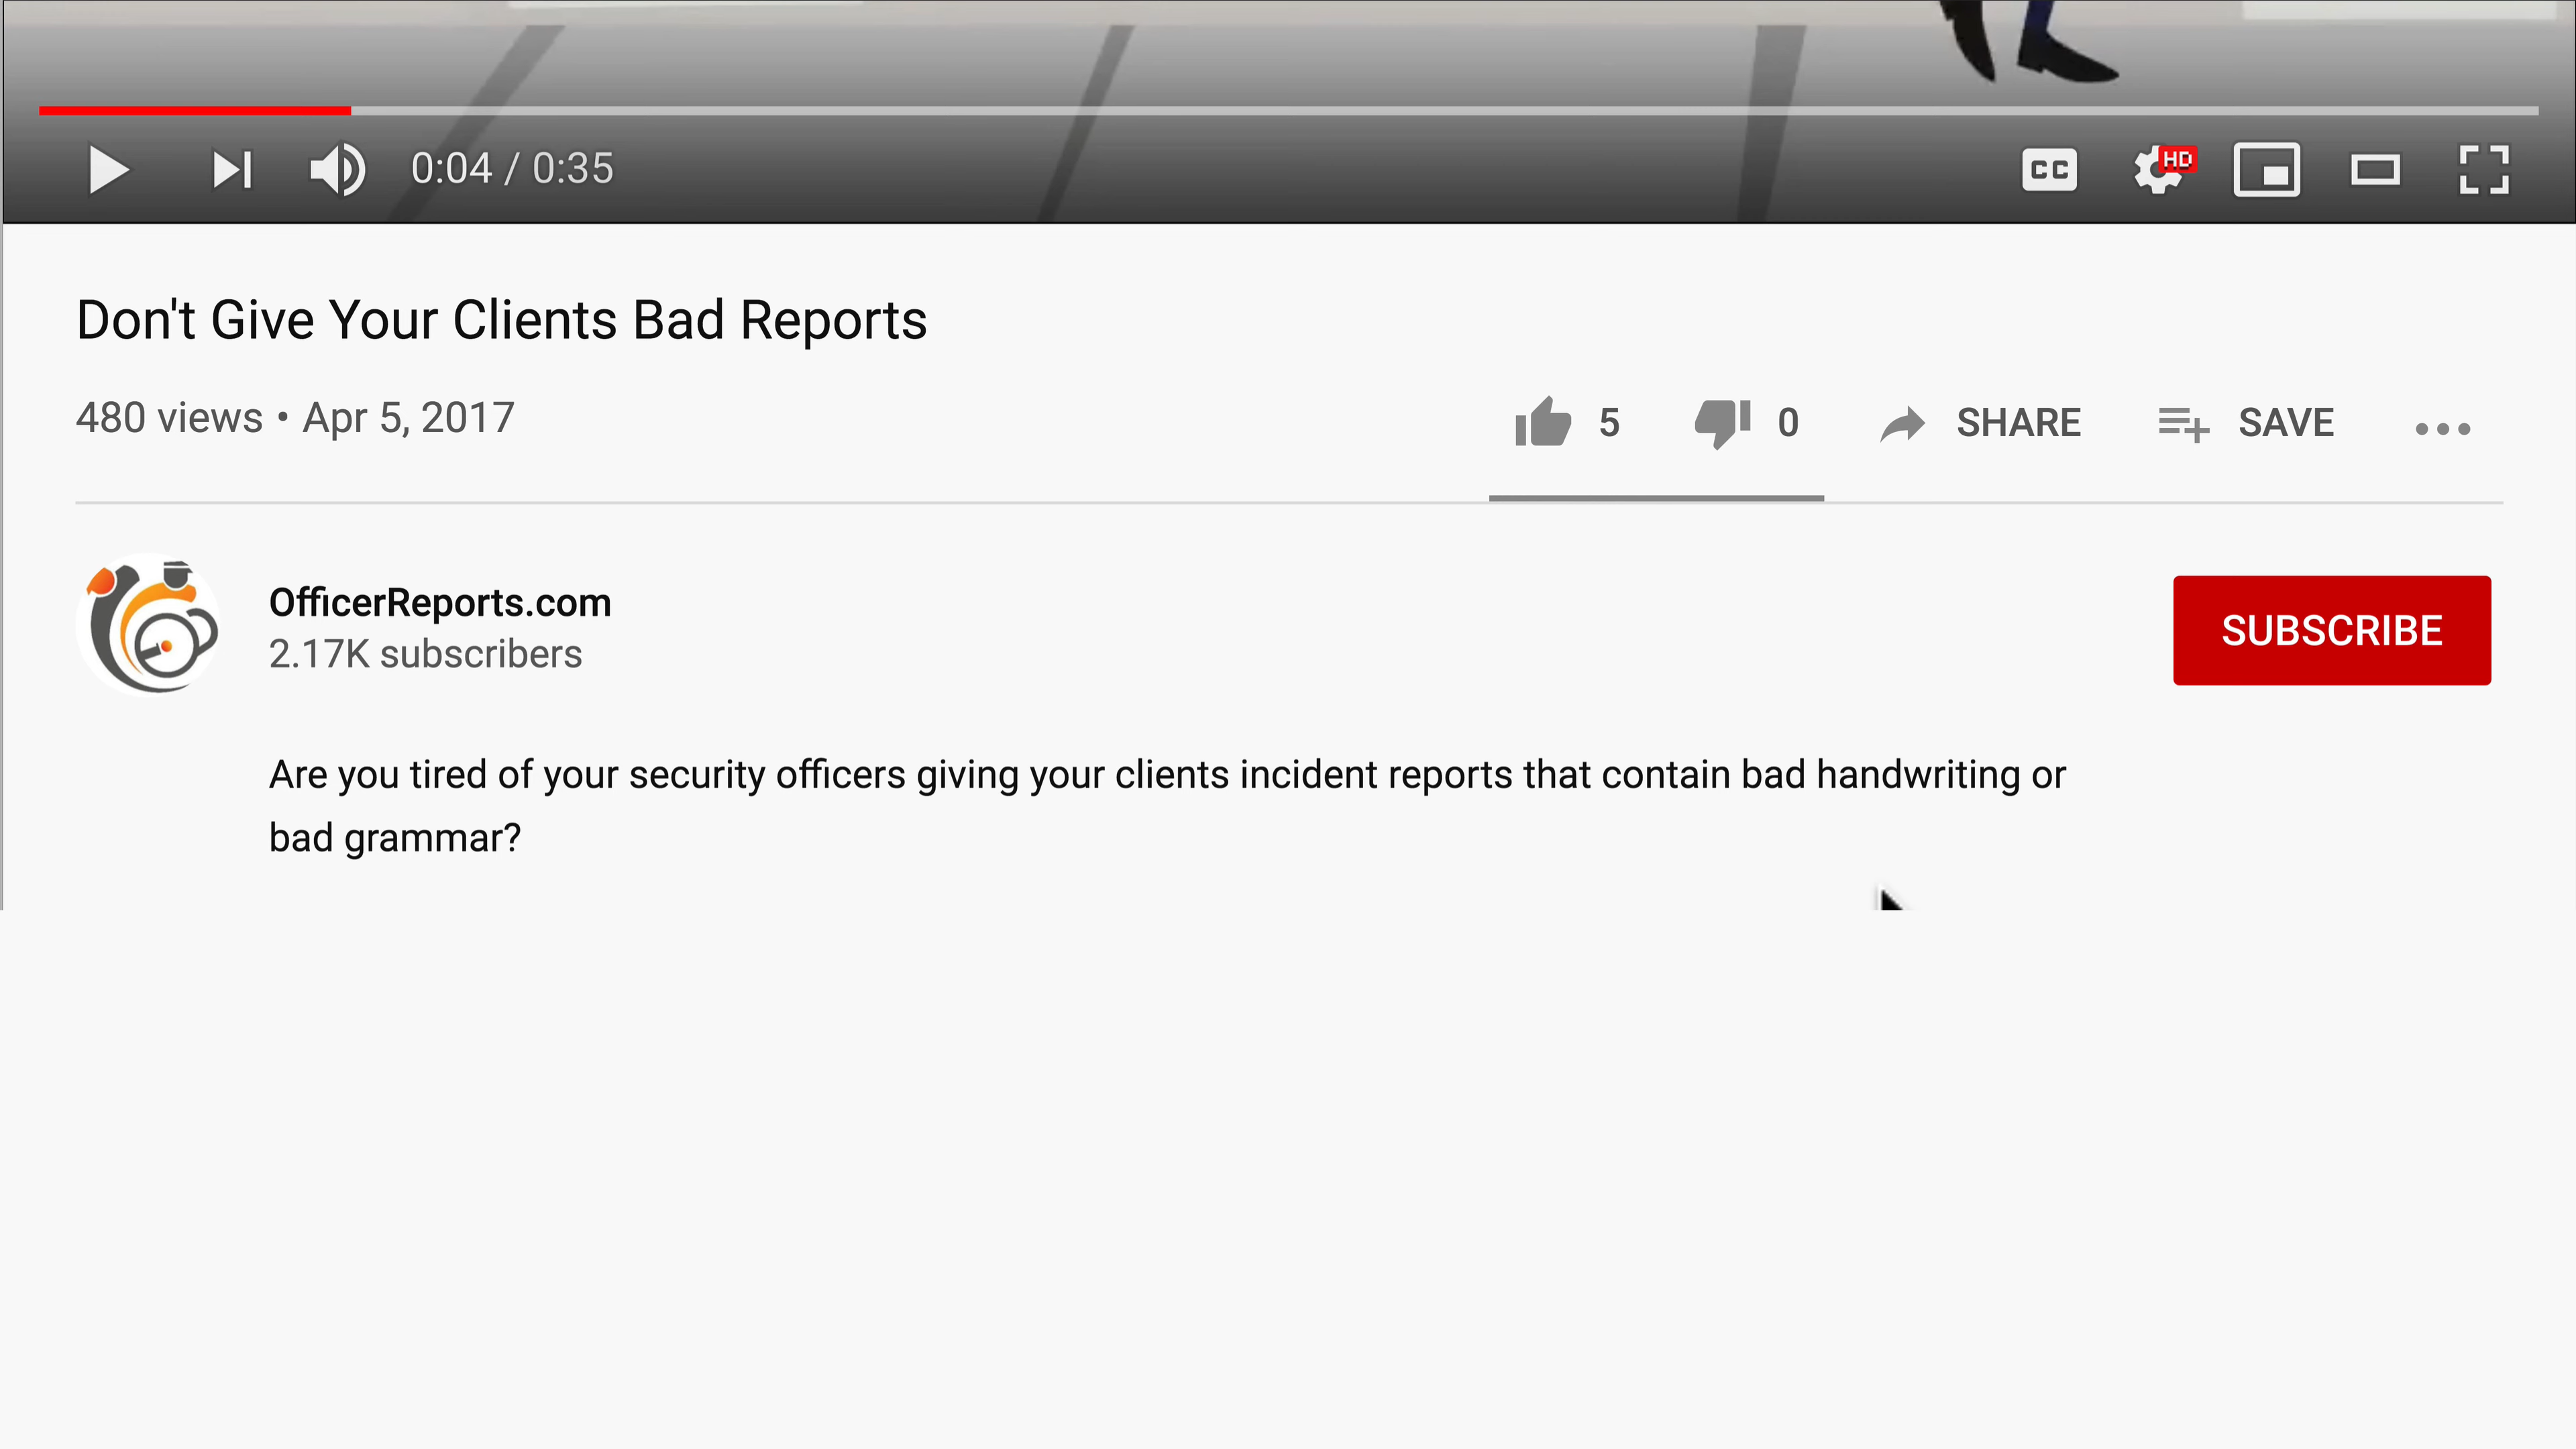 0:04 / 0:35
CC
HD
Don't Give Your Clients Bad Reports
480 views • Apr 5, 2017
5
0
SHARE
SAVE
OfficerReports.com
2.17K subscribers
SUBSCRIBE
Are you tired of your security officers giving your clients incident reports that contain bad handwriting or
bad grammar?